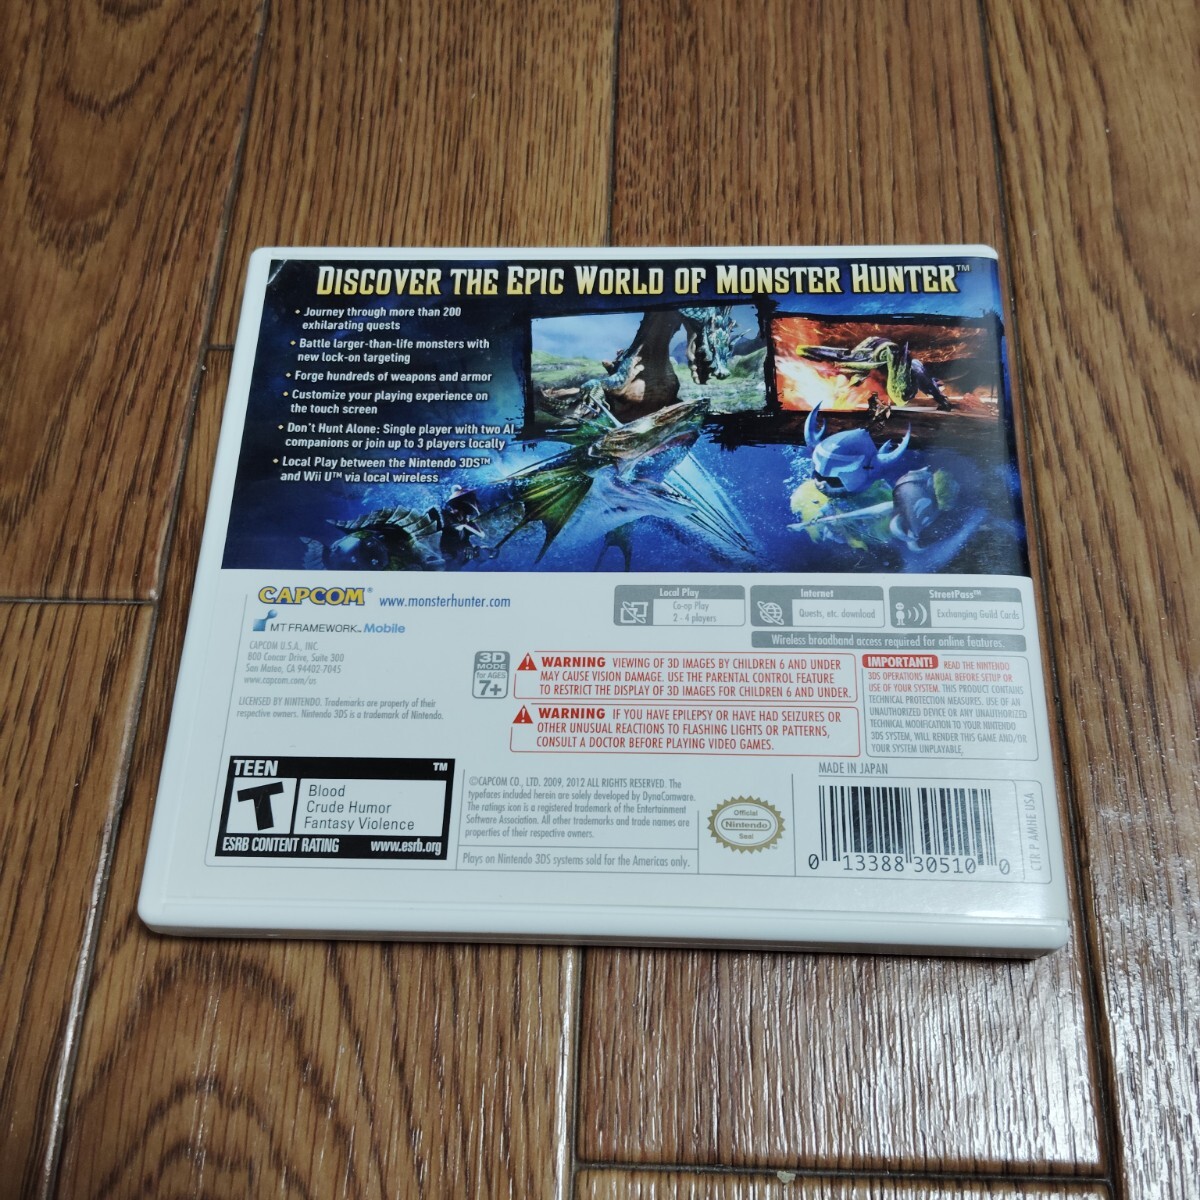 DISCOVER THE EPIC WORLD OF MONSTER HUNTER™
• Journey through more than 200
exhilarating quests
• Battle larger-than-life monsters with
new lock-on targeting
• Forge hundreds of weapons and armor
• Customize your playing experience on
the touch screen
• Don't Hunt Alone: Single player with two AI
companions or join up to 3 players locally
• Local Play between the Nintendo 3DS™
and Wii U™ via local wireless
CAPCOM® www.monsterhunter.com
MT FRAMEWORK™ Mobile
CAPCOM U.S.A., INC.
800 Concar Drive, Suite 300
San Mateo, CA 94402-7045
www.capcom.com/us
LICENSED BY NINTENDO. Trademarks are property of their
respective owners. Nintendo 3DS is a trademark of Nintendo.
Local Play
Co-op Play
2 - 4 players
Internet
Quests, etc. download
StreetPass™
Exchanging Guild Cards
Wireless broadband access required for online features.
3D
MODE
for AGES
7+
WARNING VIEWING OF 3D IMAGES BY CHILDREN 6 AND UNDER
MAY CAUSE VISION DAMAGE. USE THE PARENTAL CONTROL FEATURE
TO RESTRICT THE DISPLAY OF 3D IMAGES FOR CHILDREN 6 AND UNDER.
WARNING IF YOU HAVE EPILEPSY OR HAVE HAD SEIZURES OR
OTHER UNUSUAL REACTIONS TO FLASHING LIGHTS OR PATTERNS,
CONSULT A DOCTOR BEFORE PLAYING VIDEO GAMES.
IMPORTANT! READ THE NINTENDO
3DS OPERATIONS MANUAL BEFORE SETUP OR
USE OF YOUR SYSTEM. THIS PRODUCT CONTAINS
TECHNICAL PROTECTION MEASURES. USE OF AN
UNAUTHORIZED DEVICE OR ANY UNAUTHORIZED
TECHNICAL MODIFICATION TO YOUR NINTENDO
3DS SYSTEM, WILL RENDER THIS GAME AND/OR
YOUR SYSTEM UNPLAYABLE.
TEEN ™
T
Blood
Crude Humor
Fantasy Violence
ESRB CONTENT RATING www.esrb.org
©CAPCOM CO., LTD. 2009, 2012 ALL RIGHTS RESERVED. The
typefaces included herein are solely developed by DynaComware.
The ratings icon is a registered trademark of the Entertainment
Software Association. All other trademarks and trade names are
properties of their respective owners.
Plays on Nintendo 3DS systems sold for the Americas only.
Official
Nintendo
Seal
MADE IN JAPAN
0 13388 30510 0
CTR P AMHE USA